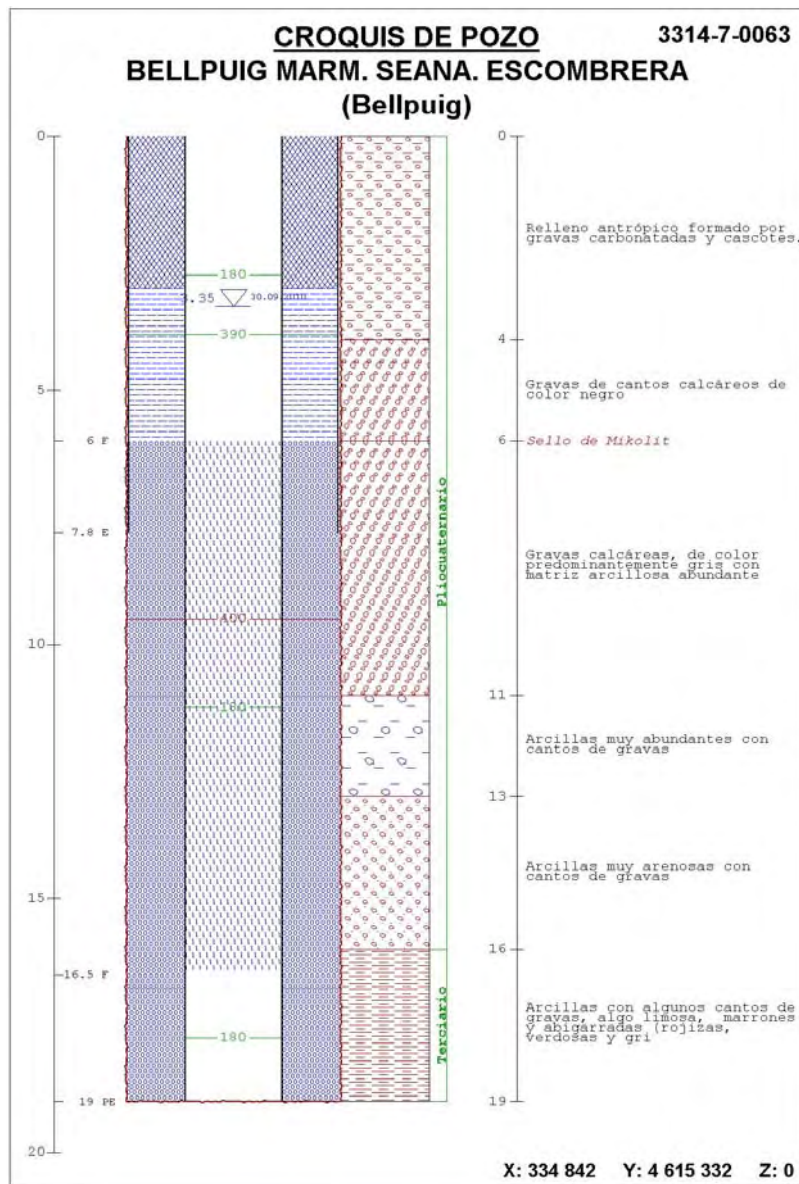 CROQUIS DE POZO
3314-7-0063
BELLPUIG MARM. SEANA. ESCOMBRERA
(Bellpuig)
0
0
Relleno antrópico formado por
gravas carbonatadas y cascotes.
180
3.35
390
4
5
Gravas de cantos calcáreos de
color negro
6 F
6
Sello de Mikolit
7.8 E
Gravas calcáreas, de color
predominantemente gris con
matriz arcillosa abundante
Pliocuaternario
400
10
11
180
Arcillas muy abundantes con
cantos de gravas
13
Arcillas muy arenosas con
cantos de gravas
15
16
16.5 F
Arcillas con algunos cantos de
gravas, algo limosa, marrones
y abigarradas (rojizas,
verdosas y gri
Terciario
180
19 PE
19
20
X: 334 842 Y: 4 615 332 Z: 0